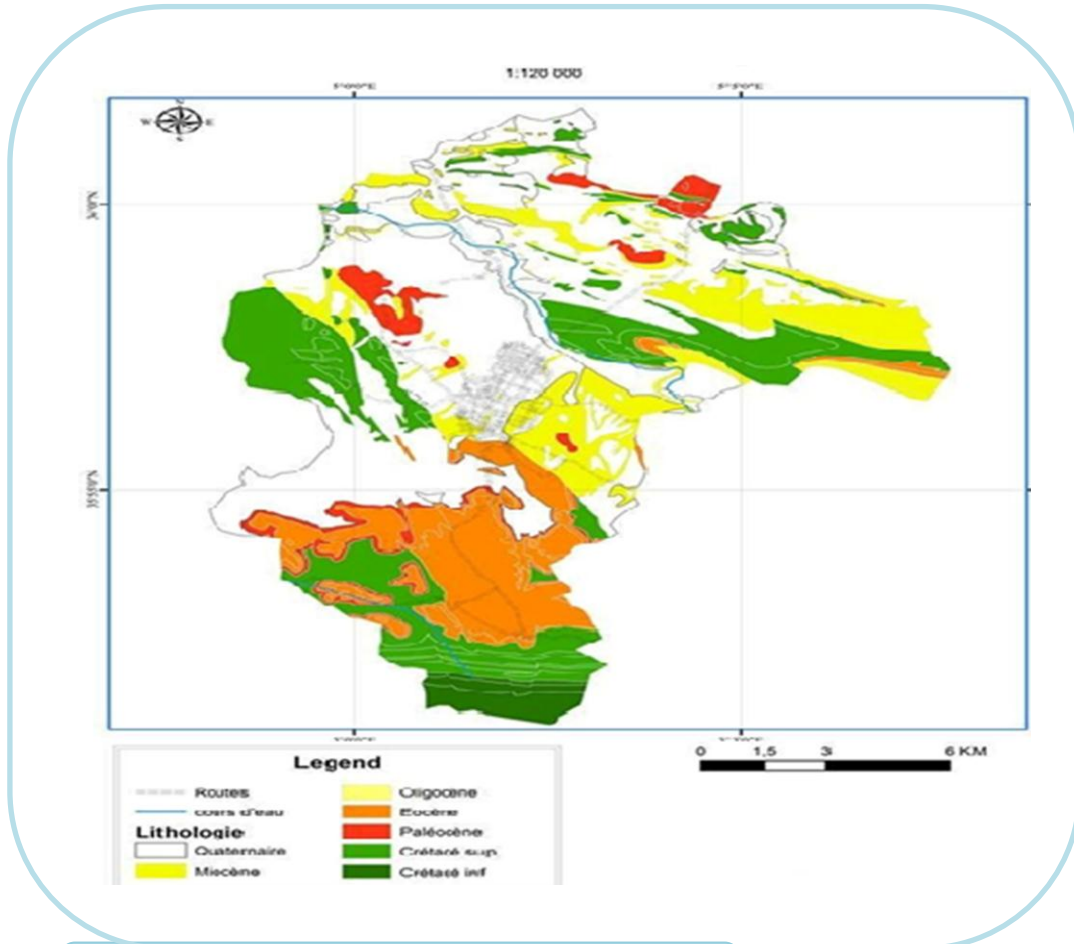 1:120 000
N
W E
S
Legend
Routes
cours d'eau
Lithologie
Quaternaire
Miocène
Oligocène
Eocène
Paléocène
Crétacé sup
Crétacé inf
0 1,5 3 6 KM